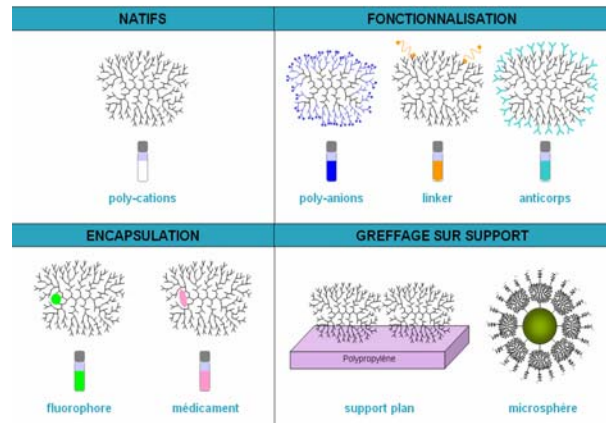 NATIFS
FONCTIONNALISATION
poly-cations
poly-anions
linker
anticorps
ENCAPSULATION
GREFFAGE SUR SUPPORT
Polypropylène
fluorophore
médicament
support plan
microsphère